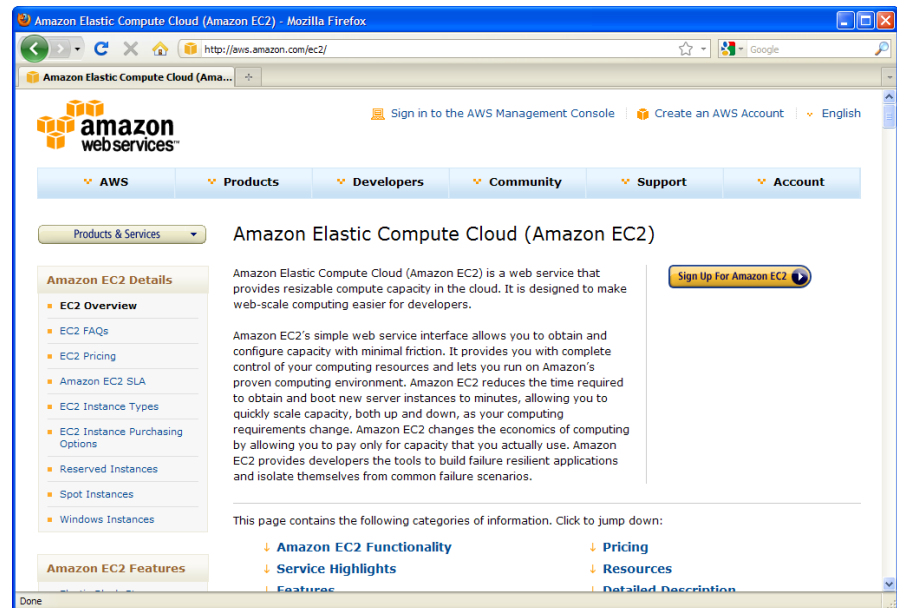 Amazon Elastic Compute Cloud (Amazon EC2) - Mozilla Firefox
http://aws.amazon.com/ec2/
Google
Amazon Elastic Compute Cloud (Ama...
amazon
webservices™
Sign in to the AWS Management Console
Create an AWS Account
English
AWS
Products
Developers
Community
Support
Account
Products & Services
Amazon EC2 Details
EC2 Overview
EC2 FAQs
EC2 Pricing
Amazon EC2 SLA
EC2 Instance Types
EC2 Instance Purchasing
Options
Reserved Instances
Spot Instances
Windows Instances
Amazon EC2 Features
Amazon Elastic Compute Cloud (Amazon EC2)
Amazon Elastic Compute Cloud (Amazon EC2) is a web service that
provides resizable compute capacity in the cloud. It is designed to make
web-scale computing easier for developers.
Amazon EC2's simple web service interface allows you to obtain and
configure capacity with minimal friction. It provides you with complete
control of your computing resources and lets you run on Amazon's
proven computing environment. Amazon EC2 reduces the time required
to obtain and boot new server instances to minutes, allowing you to
quickly scale capacity, both up and down, as your computing
requirements change. Amazon EC2 changes the economics of computing
by allowing you to pay only for capacity that you actually use. Amazon
EC2 provides developers the tools to build failure resilient applications
and isolate themselves from common failure scenarios.
Sign Up For Amazon EC2
This page contains the following categories of information. Click to jump down:
↓ Amazon EC2 Functionality
↓ Service Highlights
↓ Features
↓ Pricing
↓ Resources
↓ Detailed Description
Done